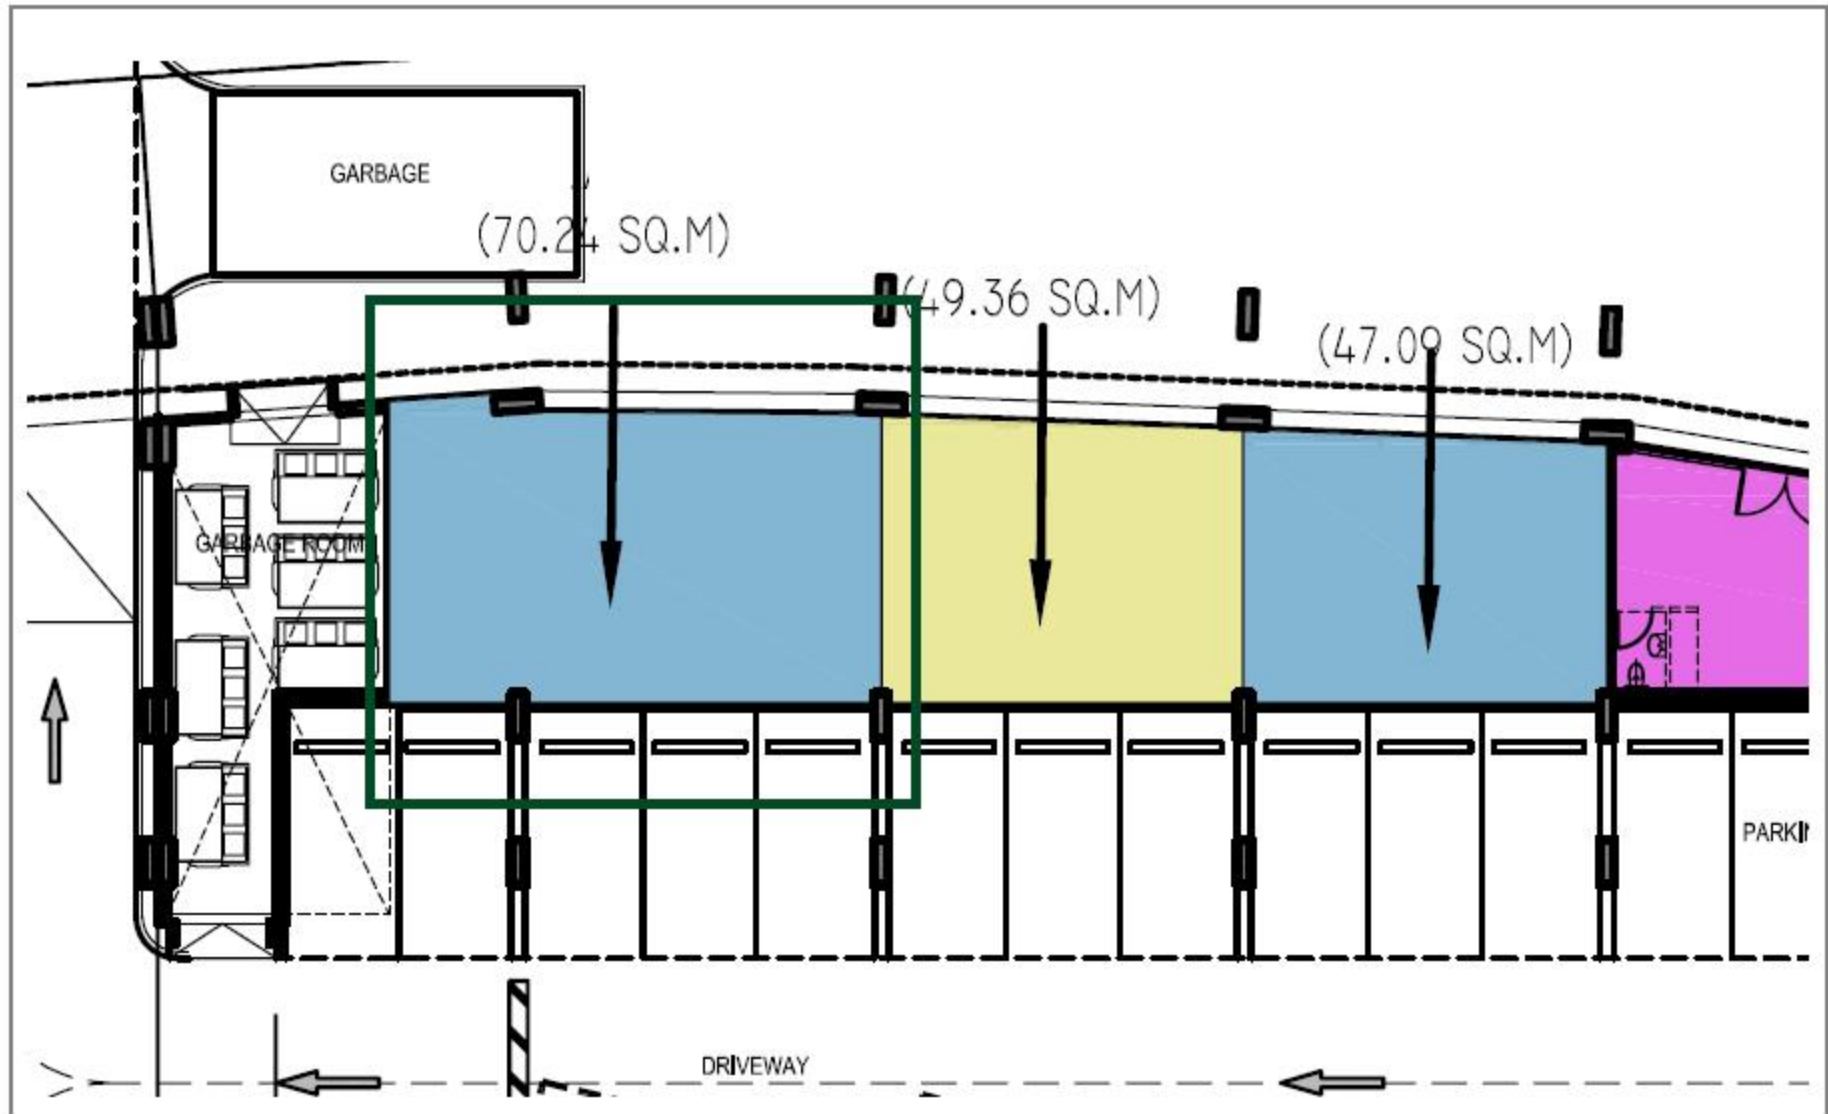 GARBAGE
(70.24 SQ.M)
(49.36 SQ.M)
(47.09 SQ.M)
GARBAGE ROOM
DRIVEWAY